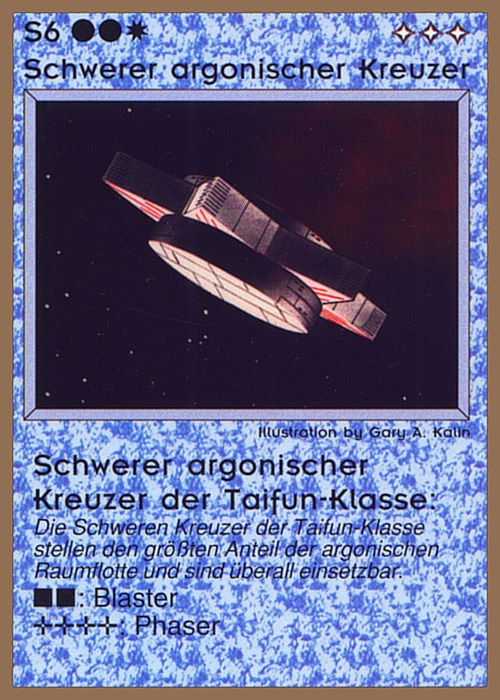 S6 ●●✷
Schwerer argonischer Kreuzer
Illustration by Gary A. Kalin
Schwerer argonischer
Kreuzer der Taifun-Klasse:
Die Schweren Kreuzer der Taifun-Klasse
stellen den größten Anteil der argonischen
Raumflotte und sind überall einsetzbar.
■■: Blaster
✢✢✢✢: Phaser